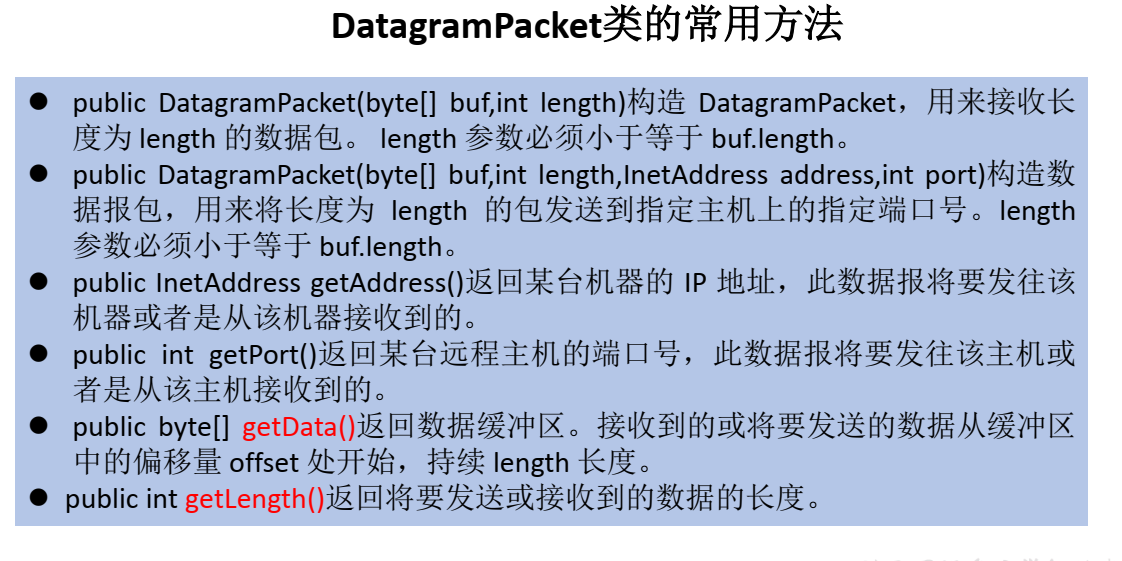 DatagramPacket类的常用方法
● public DatagramPacket(byte[] buf,int length)构造 DatagramPacket，用来接收长
度为 length 的数据包。 length 参数必须小于等于 buf.length。
● public DatagramPacket(byte[] buf,int length,InetAddress address,int port)构造数
据报包，用来将长度为 length 的包发送到指定主机上的指定端口号。length
参数必须小于等于 buf.length。
● public InetAddress getAddress()返回某台机器的 IP 地址，此数据报将要发往该
机器或者是从该机器接收到的。
● public int getPort()返回某台远程主机的端口号，此数据报将要发往该主机或
者是从该主机接收到的。
● public byte[] getData()返回数据缓冲区。接收到的或将要发送的数据从缓冲区
中的偏移量 offset 处开始，持续 length 长度。
● public int getLength()返回将要发送或接收到的数据的长度。